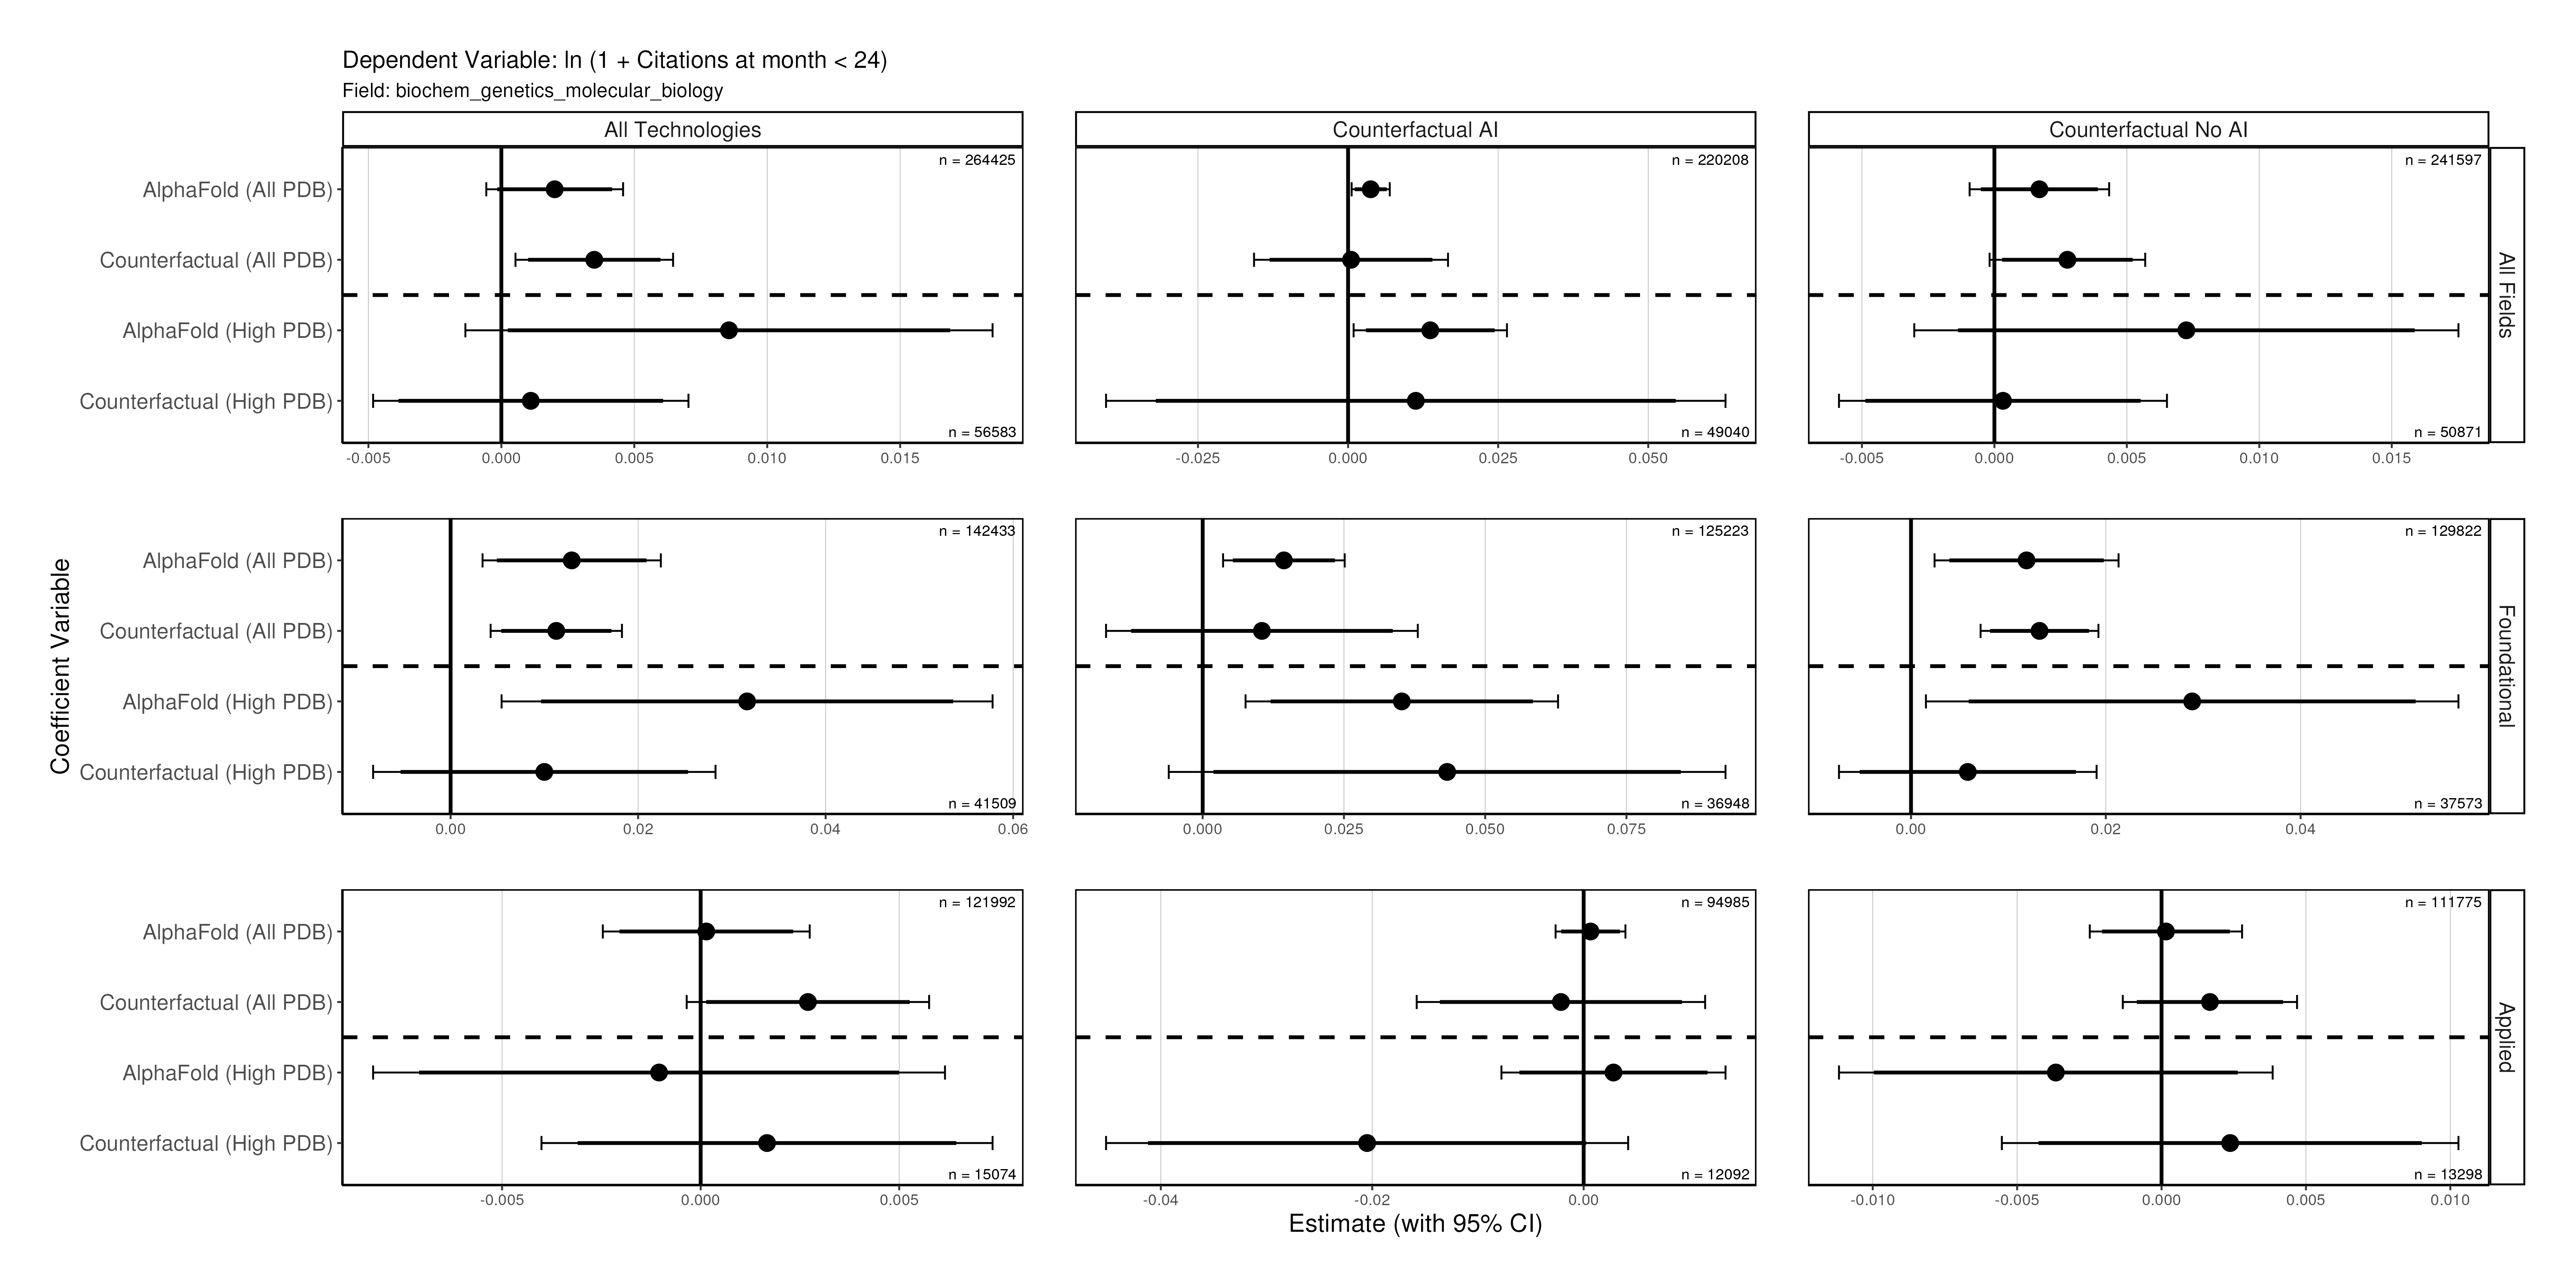 Dependent Variable: ln (1 + Citations at month < 24)
Field: biochem_genetics_molecular_biology
All Technologies
Counterfactual AI
Counterfactual No AI
Coefficient Variable
AlphaFold (All PDB)
Counterfactual (All PDB)
AlphaFold (High PDB)
Counterfactual (High PDB)
n = 264425
n = 56583
-0.005 0.000 0.005 0.010 0.015
n = 220208
n = 49040
-0.025 0.000 0.025 0.050
n = 241597
n = 50871
-0.005 0.000 0.005 0.010 0.015
All Fields
AlphaFold (All PDB)
Counterfactual (All PDB)
AlphaFold (High PDB)
Counterfactual (High PDB)
n = 142433
n = 41509
0.00 0.02 0.04 0.06
n = 125223
n = 36948
0.000 0.025 0.050 0.075
n = 129822
n = 37573
0.00 0.02 0.04
Foundational
AlphaFold (All PDB)
Counterfactual (All PDB)
AlphaFold (High PDB)
Counterfactual (High PDB)
n = 121992
n = 15074
-0.005 0.000 0.005
n = 94985
n = 12092
-0.04 -0.02 0.00
n = 111775
n = 13298
-0.010 -0.005 0.000 0.005 0.010
Applied
Estimate (with 95% CI)